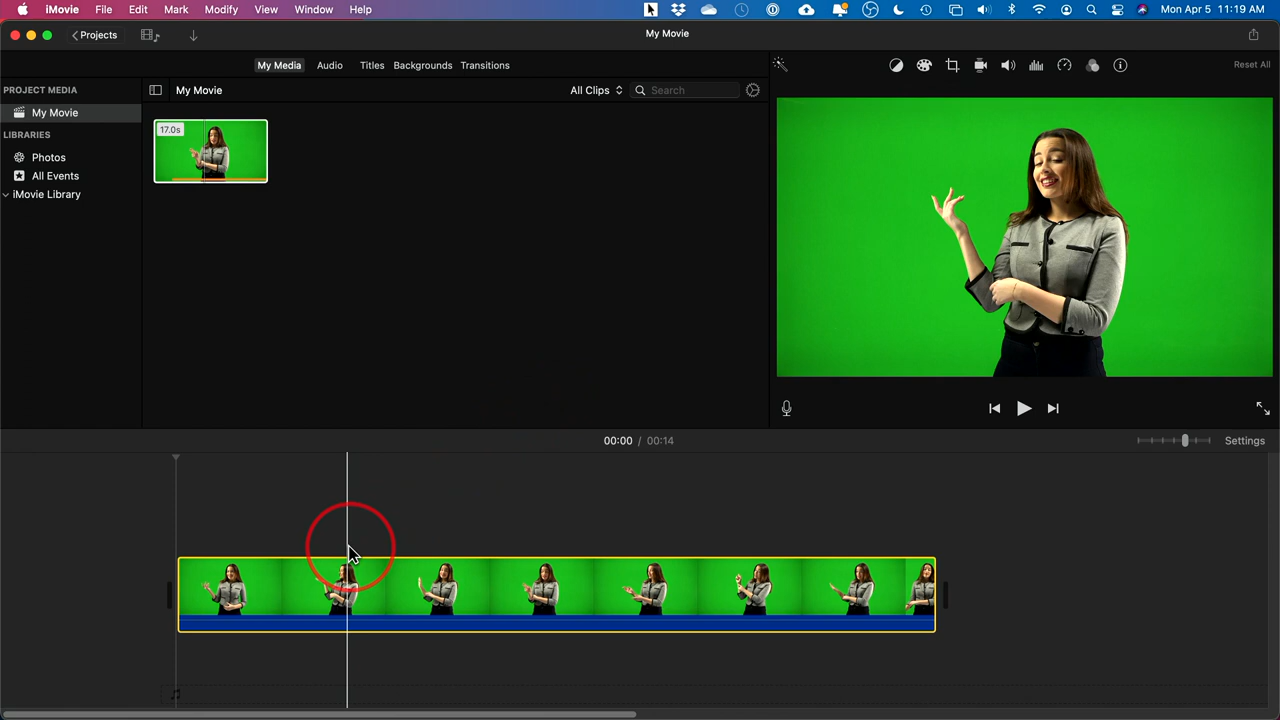 iMovie File Edit Mark Modify View Window Help Mon Apr 5 11:19 AM
Projects My Movie
My Media Audio Titles Backgrounds Transitions Reset All
PROJECT MEDIA My Movie All Clips Search
My Movie
LIBRARIES
17.0s
Photos
All Events
iMovie Library
00:00 / 00:14 Settings